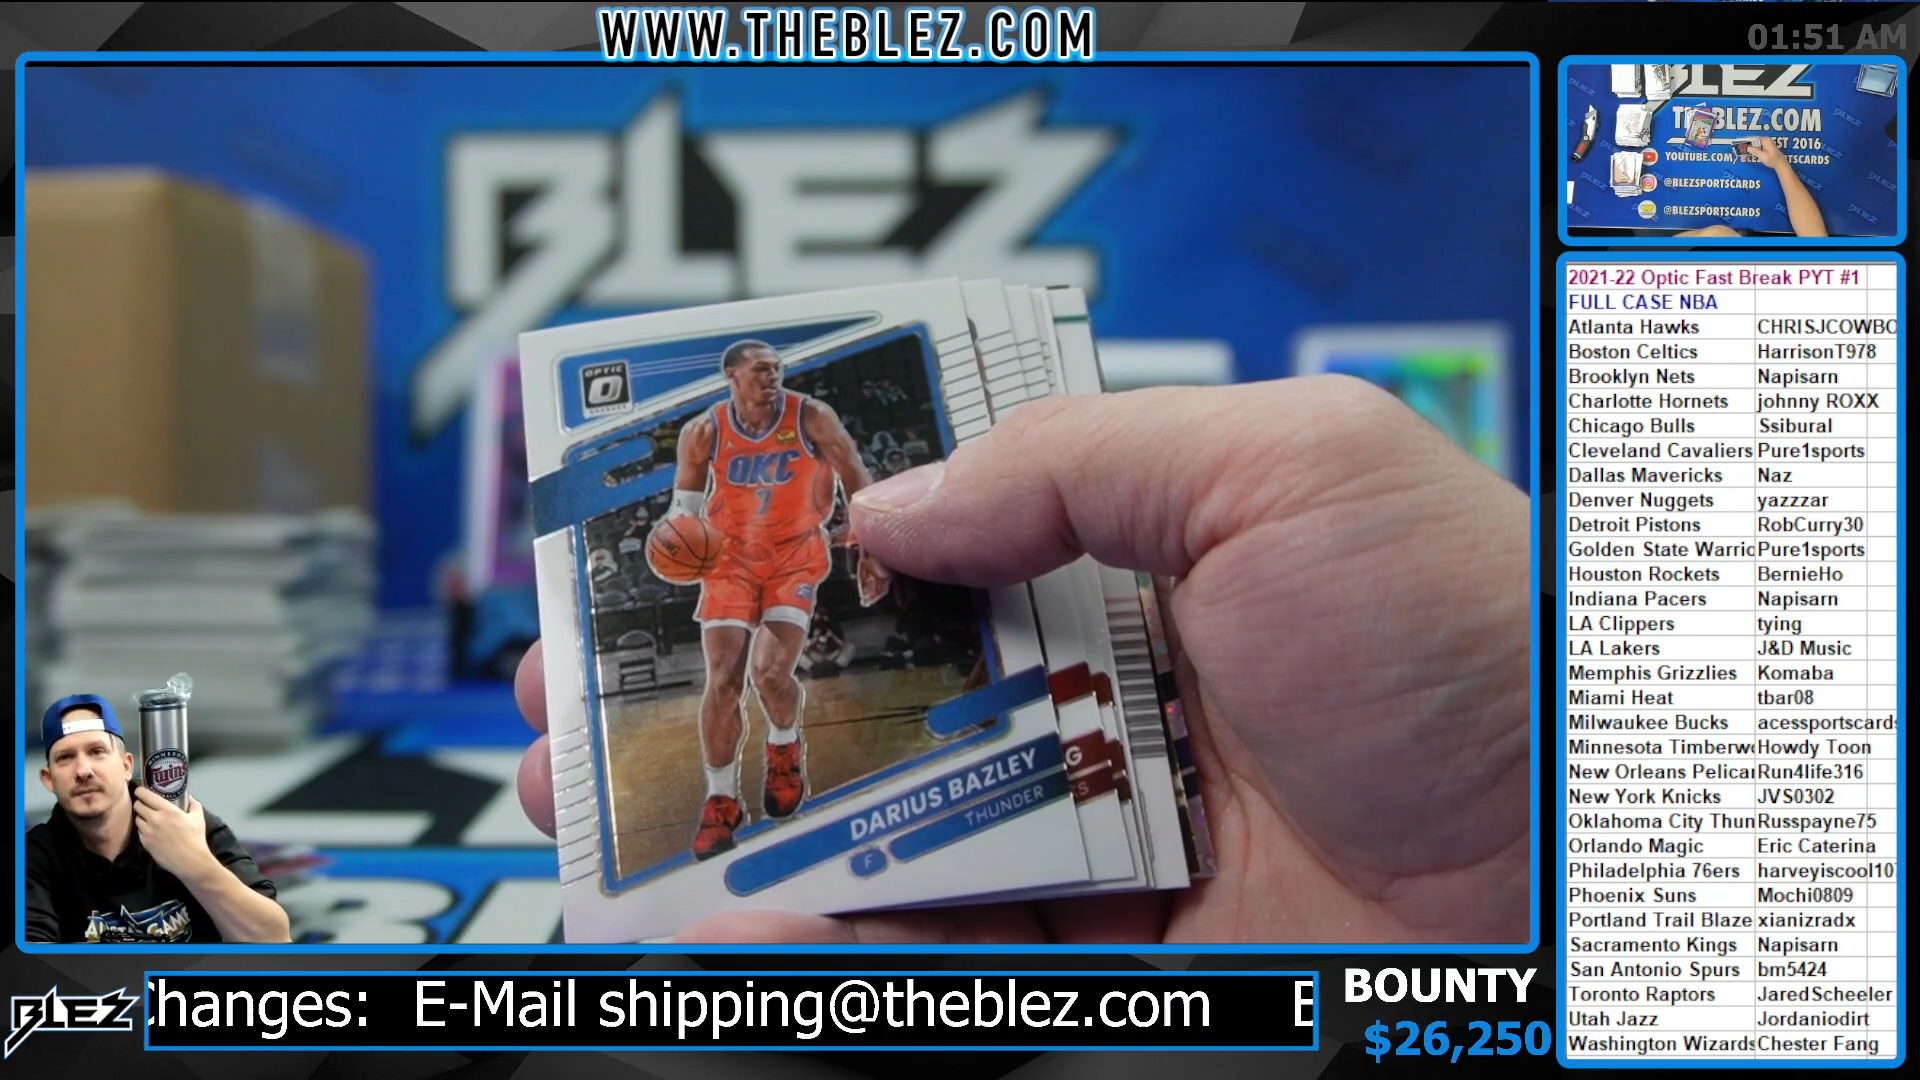 WWW.THEBLEZ.COM
01:51 AM
BLEZ
BLEZ
THEBLEZ.COM
EST 2016
YOUTUBE.COM/BLEZSPORTSCARDS
@BLEZSPORTSCARDS
@BLEZSPORTSCARDS
OPTIC
OKC
7
DARIUS BAZLEY
THUNDER
F
G
2021-22 Optic Fast Break PYT #1
FULL CASE NBA
Atlanta Hawks CHRISJCOWBO
Boston Celtics HarrisonT978
Brooklyn Nets Napisarn
Charlotte Hornets johnny ROXX
Chicago Bulls Ssibural
Cleveland Cavaliers Pure1sports
Dallas Mavericks Naz
Denver Nuggets yazzzar
Detroit Pistons RobCurry30
Golden State Warric Pure1sports
Houston Rockets BernieHo
Indiana Pacers Napisarn
LA Clippers tying
LA Lakers J&D Music
Memphis Grizzlies Komaba
Miami Heat tbar08
Milwaukee Bucks acessportscards
Minnesota Timberw Howdy Toon
New Orleans Pelica Run4life316
New York Knicks JVS0302
Oklahoma City Thun Russpayne75
Orlando Magic Eric Caterina
Philadelphia 76ers harveyiscool10
Phoenix Suns Mochi0809
Portland Trail Blaze xianizradx
Sacramento Kings Napisarn
San Antonio Spurs bm5424
Toronto Raptors JaredScheeler
Utah Jazz Jordaniodirt
Washington Wizards Chester Fang
BLEZ
Changes: E-Mail shipping@theblez.com E
BOUNTY
$26,250